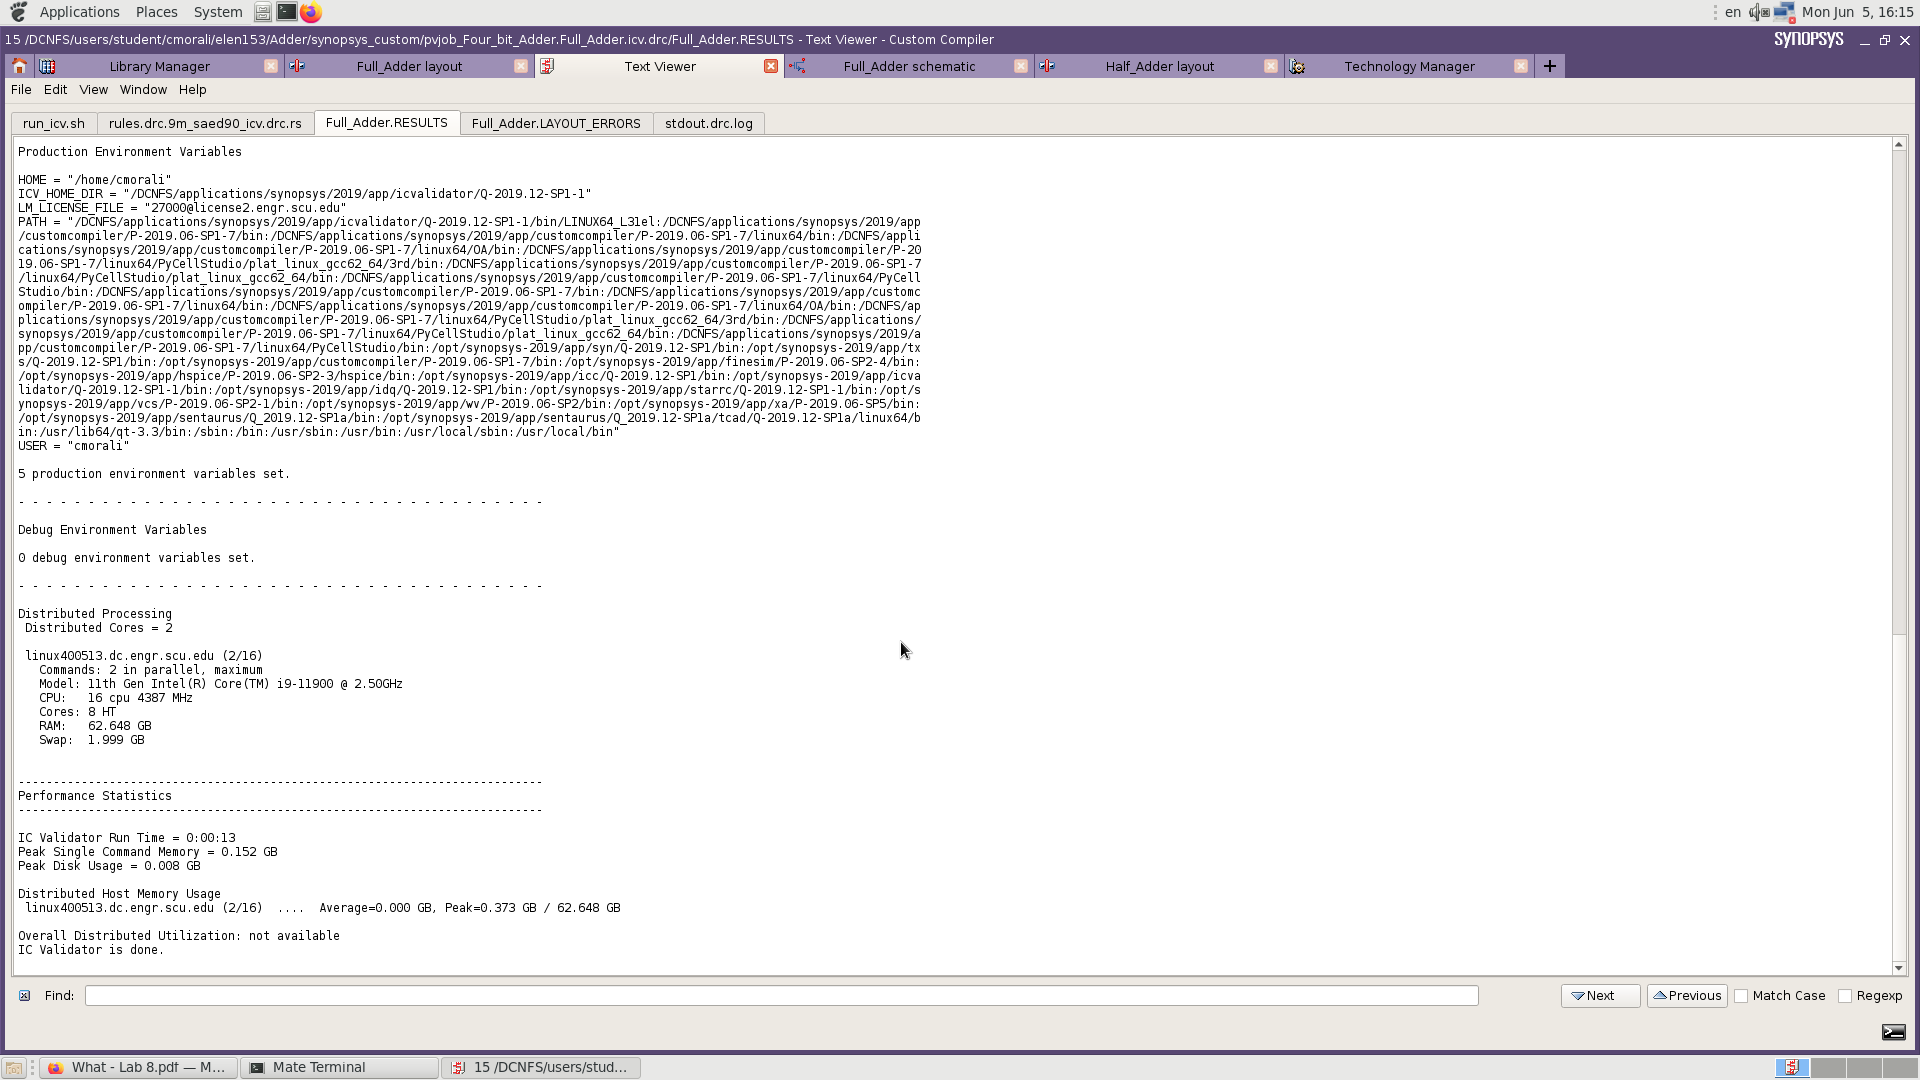 Applications Places System en Mon Jun 5, 16:15
15 /DCNFS/users/student/cmorali/elen153/Adder/synopsys_custom/pvjob_Four_bit_Adder.Full_Adder.icv.drc/Full_Adder.RESULTS - Text Viewer - Custom Compiler SYNOPSYS
Library Manager Full_Adder layout Text Viewer Full_Adder schematic Half_Adder layout Technology Manager
File Edit View Window Help
run_icv.sh rules.drc.9m_saed90_icv.drc.rs Full_Adder.RESULTS Full_Adder.LAYOUT_ERRORS stdout.drc.log
Production Environment Variables
HOME = "/home/cmorali"
ICV_HOME_DIR = "/DCNFS/applications/synopsys/2019/app/icvalidator/Q-2019.12-SP1-1"
LM_LICENSE_FILE = "27000@license2.engr.scu.edu"
PATH = "/DCNFS/applications/synopsys/2019/app/icvalidator/Q-2019.12-SP1-1/bin/LINUX64_L31el:/DCNFS/applications/synopsys/2019/app
/customcompiler/P-2019.06-SP1-7/bin:/DCNFS/applications/synopsys/2019/app/customcompiler/P-2019.06-SP1-7/linux64/bin:/DCNFS/appli
cations/synopsys/2019/app/customcompiler/P-2019.06-SP1-7/linux64/OA/bin:/DCNFS/applications/synopsys/2019/app/customcompiler/P-20
19.06-SP1-7/linux64/PyCellStudio/plat_linux_gcc62_64/3rd/bin:/DCNFS/applications/synopsys/2019/app/customcompiler/P-2019.06-SP1-7
/linux64/PyCellStudio/plat_linux_gcc62_64/bin:/DCNFS/applications/synopsys/2019/app/customcompiler/P-2019.06-SP1-7/linux64/PyCell
Studio/bin:/DCNFS/applications/synopsys/2019/app/customcompiler/P-2019.06-SP1-7/bin:/DCNFS/applications/synopsys/2019/app/customc
ompiler/P-2019.06-SP1-7/linux64/bin:/DCNFS/applications/synopsys/2019/app/customcompiler/P-2019.06-SP1-7/linux64/OA/bin:/DCNFS/ap
plications/synopsys/2019/app/customcompiler/P-2019.06-SP1-7/linux64/PyCellStudio/plat_linux_gcc62_64/3rd/bin:/DCNFS/applications/
synopsys/2019/app/customcompiler/P-2019.06-SP1-7/linux64/PyCellStudio/plat_linux_gcc62_64/bin:/DCNFS/applications/synopsys/2019/a
pp/customcompiler/P-2019.06-SP1-7/linux64/PyCellStudio/bin:/opt/synopsys-2019/app/syn/Q-2019.12-SP1/bin:/opt/synopsys-2019/app/tx
s/Q-2019.12-SP1/bin:/opt/synopsys-2019/app/customcompiler/P-2019.06-SP1-7/bin:/opt/synopsys-2019/app/finesim/P-2019.06-SP2-4/bin:
/opt/synopsys-2019/app/hspice/P-2019.06-SP2-3/hspice/bin:/opt/synopsys-2019/app/icc/Q-2019.12-SP1/bin:/opt/synopsys-2019/app/icva
lidator/Q-2019.12-SP1-1/bin:/opt/synopsys-2019/app/idq/Q-2019.12-SP1/bin:/opt/synopsys-2019/app/starrc/Q-2019.12-SP1-1/bin:/opt/s
ynopsys-2019/app/vcs/P-2019.06-SP2-1/bin:/opt/synopsys-2019/app/wv/P-2019.06-SP2/bin:/opt/synopsys-2019/app/xa/P-2019.06-SP5/bin:
/opt/synopsys-2019/app/sentaurus/Q_2019.12-SP1a/bin:/opt/synopsys-2019/app/sentaurus/Q_2019.12-SP1a/tcad/Q-2019.12-SP1a/linux64/b
in:/usr/lib64/qt-3.3/bin:/sbin:/bin:/usr/sbin:/usr/bin:/usr/local/sbin:/usr/local/bin"
USER = "cmorali"
5 production environment variables set.
- - - - - - - - - - - - - - - - - - - - - - - - - - - - - - - - - - - - - -
Debug Environment Variables
0 debug environment variables set.
- - - - - - - - - - - - - - - - - - - - - - - - - - - - - - - - - - - - - -
Distributed Processing
Distributed Cores = 2
linux400513.dc.engr.scu.edu (2/16)
Commands: 2 in parallel, maximum
Model: 11th Gen Intel(R) Core(TM) i9-11900 @ 2.50GHz
CPU: 16 cpu 4387 MHz
Cores: 8 HT
RAM: 62.648 GB
Swap: 1.999 GB
---------------------------------------------------------------------------
Performance Statistics
---------------------------------------------------------------------------
IC Validator Run Time = 0:00:13
Peak Single Command Memory = 0.152 GB
Peak Disk Usage = 0.008 GB
Distributed Host Memory Usage
linux400513.dc.engr.scu.edu (2/16) .... Average=0.000 GB, Peak=0.373 GB / 62.648 GB
Overall Distributed Utilization: not available
IC Validator is done.
Find: Next Previous Match Case Regexp
What - Lab 8.pdf — M... Mate Terminal 15 /DCNFS/users/stud...